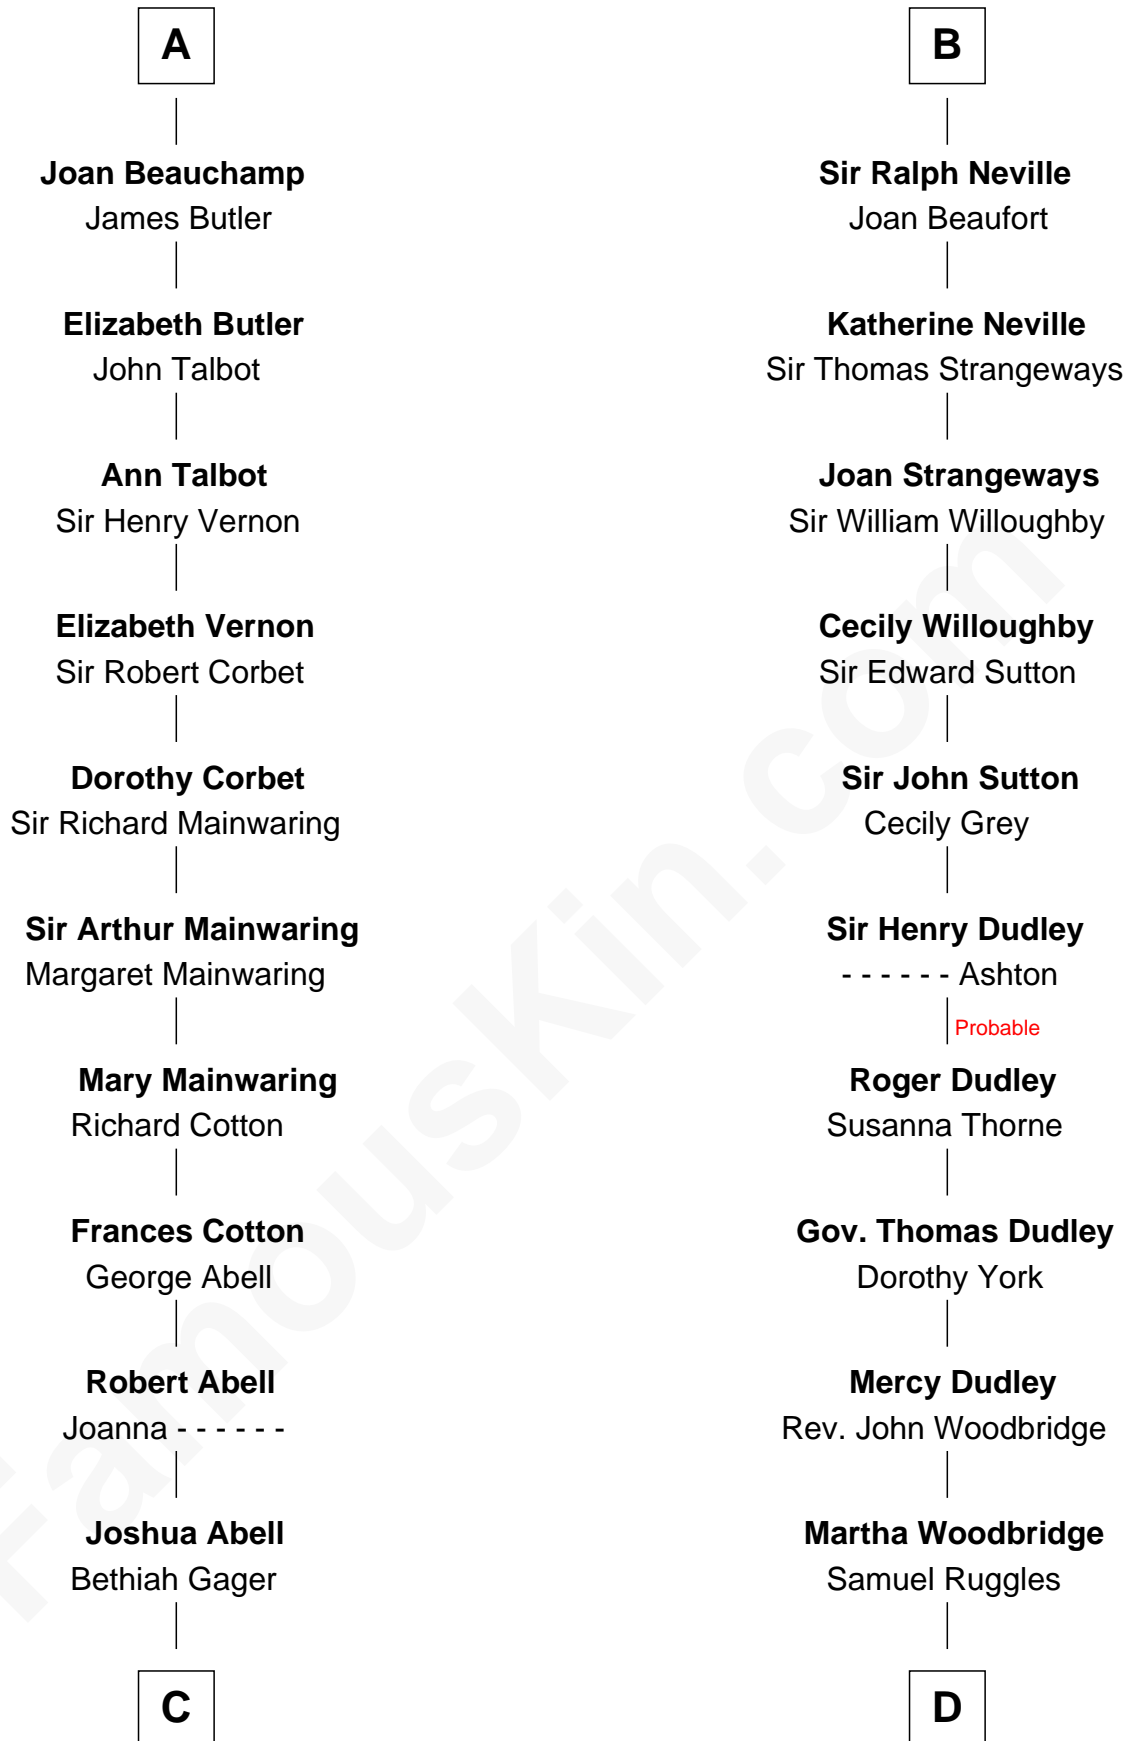 A
Joan Beauchamp
James Butler
Elizabeth Butler
John Talbot
Ann Talbot
Sir Henry Vernon
Elizabeth Vernon
Sir Robert Corbet
Dorothy Corbet
Sir Richard Mainwaring
Sir Arthur Mainwaring
Margaret Mainwaring
Mary Mainwaring
Richard Cotton
Frances Cotton
George Abell
Robert Abell
Joanna - - - - - -
Joshua Abell
Bethiah Gager
C
B
Sir Ralph Neville
Joan Beaufort
Katherine Neville
Sir Thomas Strangeways
Joan Strangeways
Sir William Willoughby
Cecily Willoughby
Sir Edward Sutton
Sir John Sutton
Cecily Grey
Sir Henry Dudley
- - - - - - Ashton
Probable
Roger Dudley
Susanna Thorne
Gov. Thomas Dudley
Dorothy York
Mercy Dudley
Rev. John Woodbridge
Martha Woodbridge
Samuel Ruggles
D
FamousKin.com